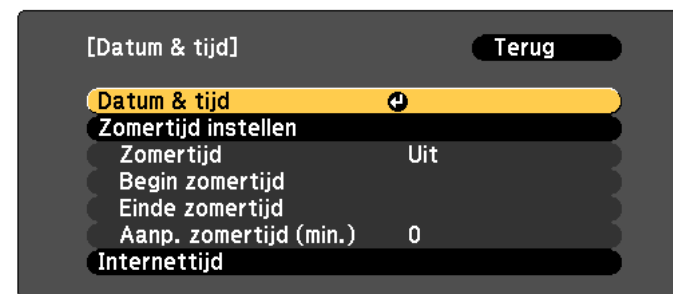 [Datum & tijd] Terug
Datum & tijd
Zomertijd instellen
Zomertijd Uit
Begin zomertijd
Einde zomertijd
Aanp. zomertijd (min.) 0
Internettijd